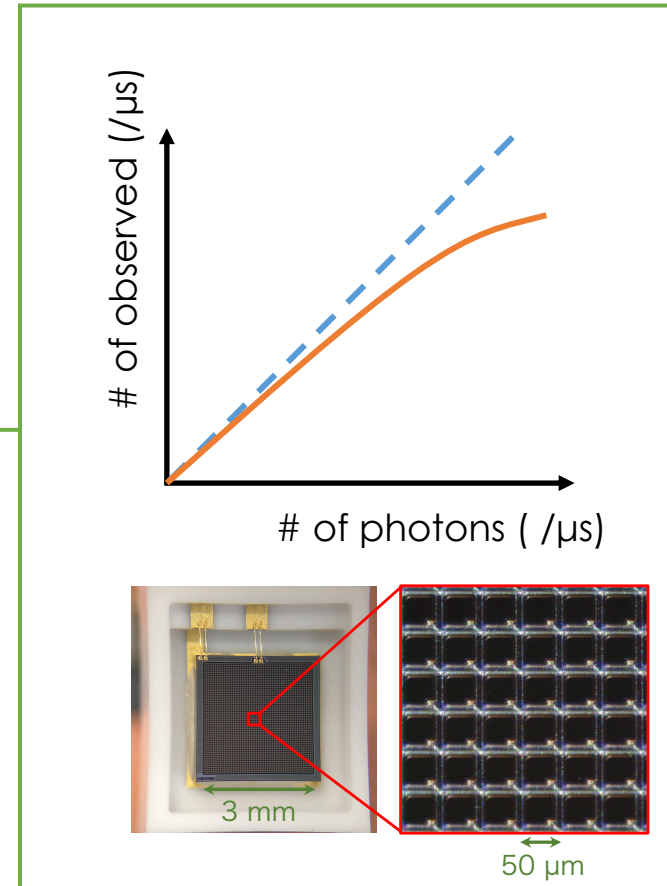 # of observed (/μs)
# of photons ( /μs)
3 mm
50 μm